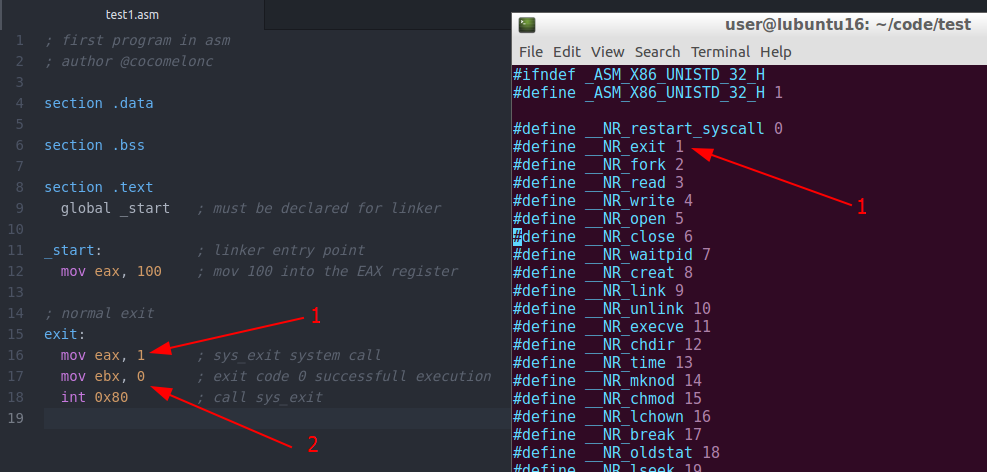 test1.asm
1 ; first program in asm
2 ; author @cocomelonc
3
4 section .data
5
6 section .bss
7
8 section .text
9 global _start ; must be declared for linker
10
11 _start: ; linker entry point
12 mov eax, 100 ; mov 100 into the EAX register
13
14 ; normal exit
15 exit:
16 mov eax, 1 ; sys_exit system call
17 mov ebx, 0 ; exit code 0 successfull execution
18 int 0x80 ; call sys_exit
19
1
2
user@lubuntu16: ~/code/test
File Edit View Search Terminal Help
#ifndef _ASM_X86_UNISTD_32_H
#define _ASM_X86_UNISTD_32_H 1
#define __NR_restart_syscall 0
#define __NR_exit 1
#define __NR_fork 2
#define __NR_read 3
#define __NR_write 4
#define __NR_open 5
#define __NR_close 6
#define __NR_waitpid 7
#define __NR_creat 8
#define __NR_link 9
#define __NR_unlink 10
#define __NR_execve 11
#define __NR_chdir 12
#define __NR_time 13
#define __NR_mknod 14
#define __NR_chmod 15
#define __NR_lchown 16
#define __NR_break 17
#define __NR_oldstat 18
#define __NR_lseek 19
1